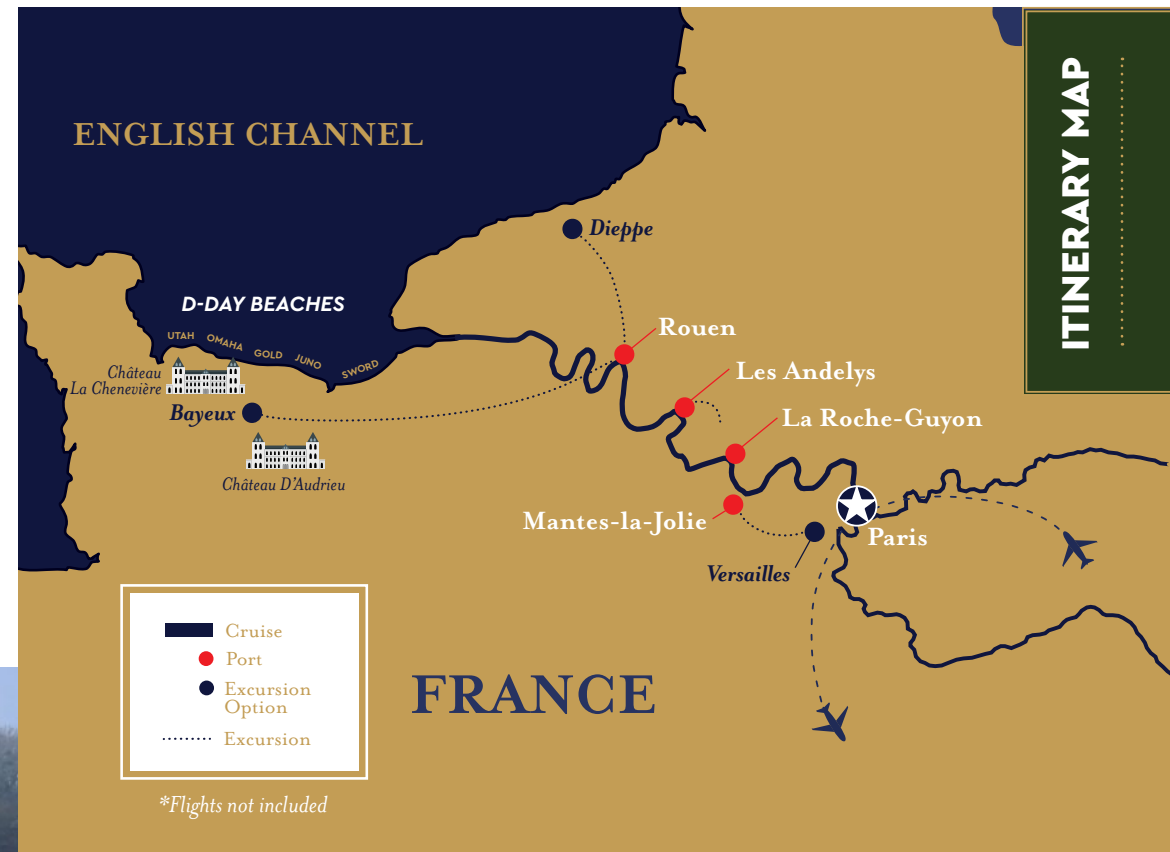 ITINERARY MAP
ENGLISH CHANNEL
Dieppe
D-DAY BEACHES
UTAH
OMAHA
GOLD
JUNO
SWORD
Rouen
Château
La Chenevière
Les Andelys
Bayeux
La Roche-Guyon
Château D'Audrieu
Mantes-la-Jolie
Paris
Versailles
Cruise
Port
Excursion
Option
Excursion
FRANCE
*Flights not included